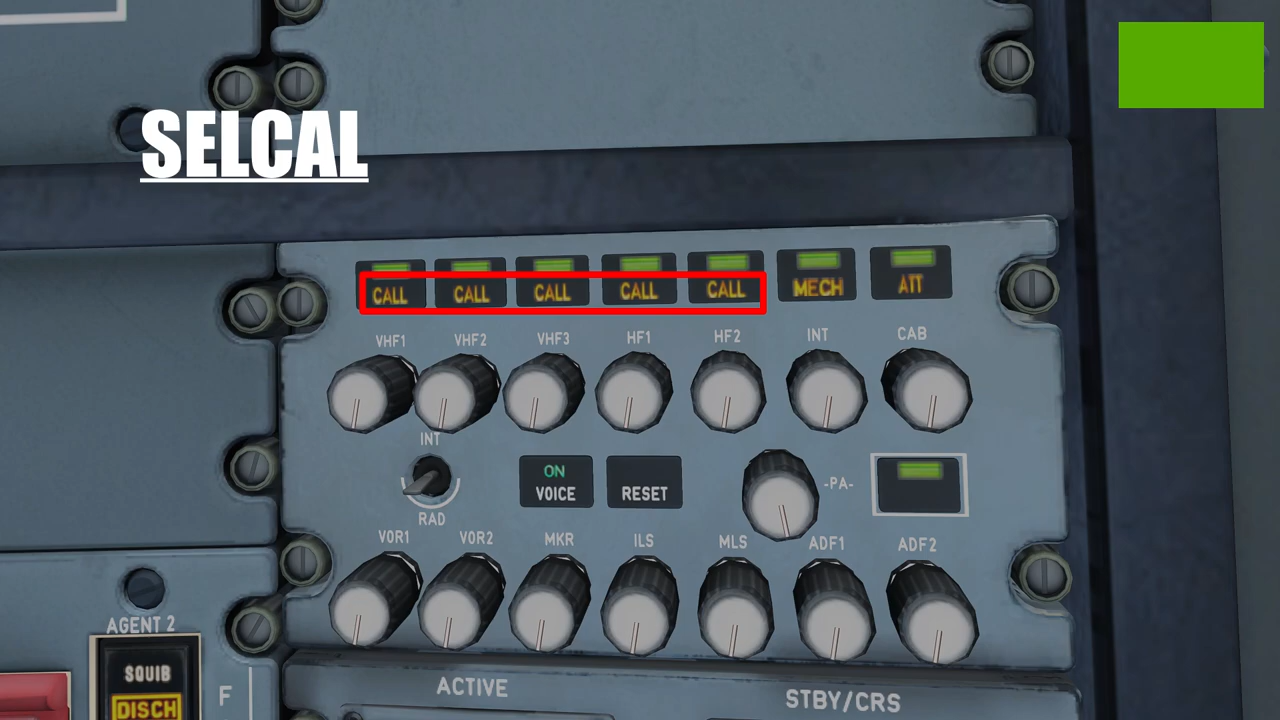 SELCAL
CALL CALL CALL CALL CALL MECH ATT
VHF1 VHF2 VHF3 HF1 HF2 INT CAB
INT
ON
VOICE
RESET
-PA-
RAD
VOR1 VOR2 MKR ILS MLS ADF1 ADF2
AGENT 2
SQUIB
DISCH
F
ACTIVE
STBY/CRS